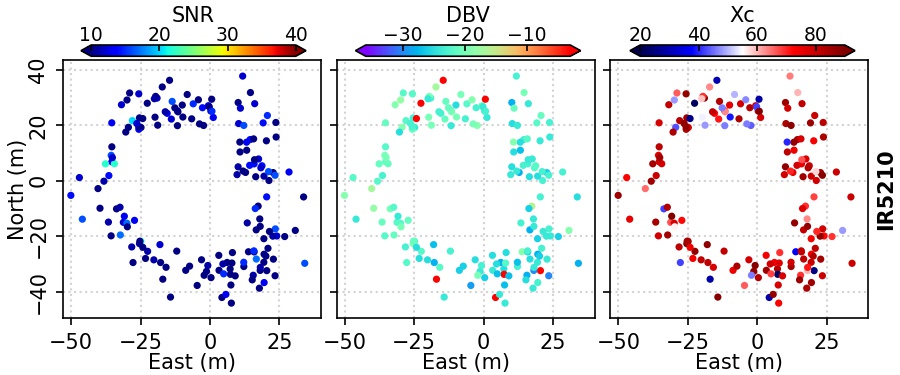 SNR DBV Xc
10 20 30 40 −30 −20 −10 20 40 60 80
40
20
0
−20
−40
North (m)
IR5210
−50 −25 0 25 −50 −25 0 25 −50 −25 0 25
East (m) East (m) East (m)